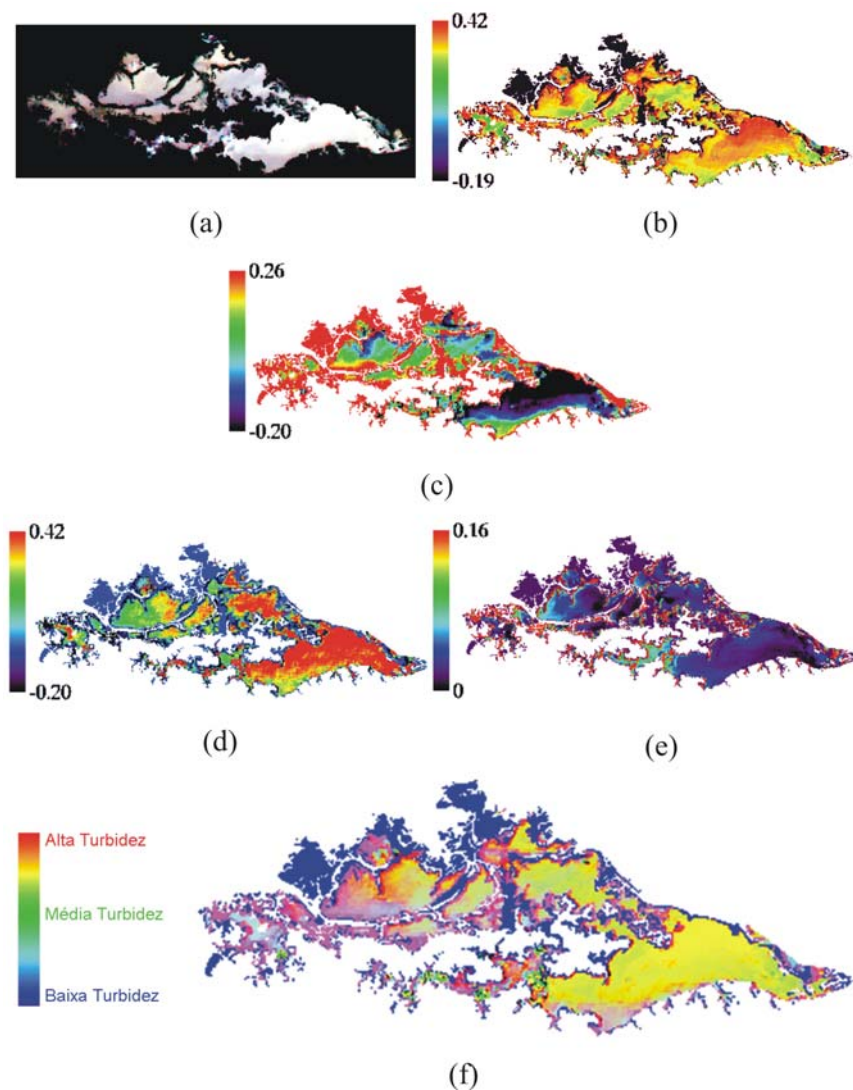 0.42
-0.19
(a)
(b)
0.26
-0.20
(c)
0.42
-0.20
0.16
0
(d)
(e)
Alta Turbidez
Média Turbidez
Baixa Turbidez
(f)